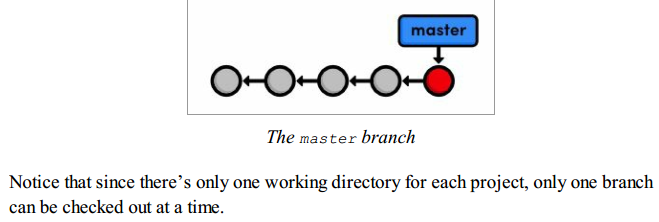 master
The master branch
Notice that since there’s only one working directory for each project, only one branch
can be checked out at a time.